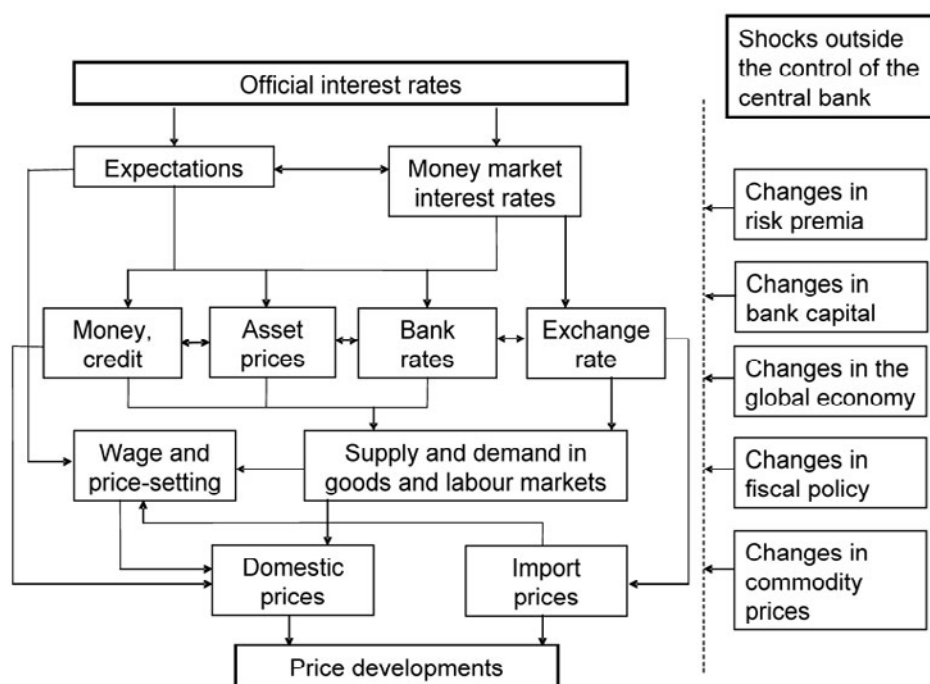 Shocks outside
the control of the
central bank
Official interest rates
Expectations
Money market
interest rates
Changes in
risk premia
Changes in
bank capital
Money,
credit
Asset
prices
Bank
rates
Exchange
rate
Changes in the
global economy
Wage and
price-setting
Supply and demand in
goods and labour markets
Changes in
fiscal policy
Domestic
prices
Import
prices
Changes in
commodity
prices
Price developments